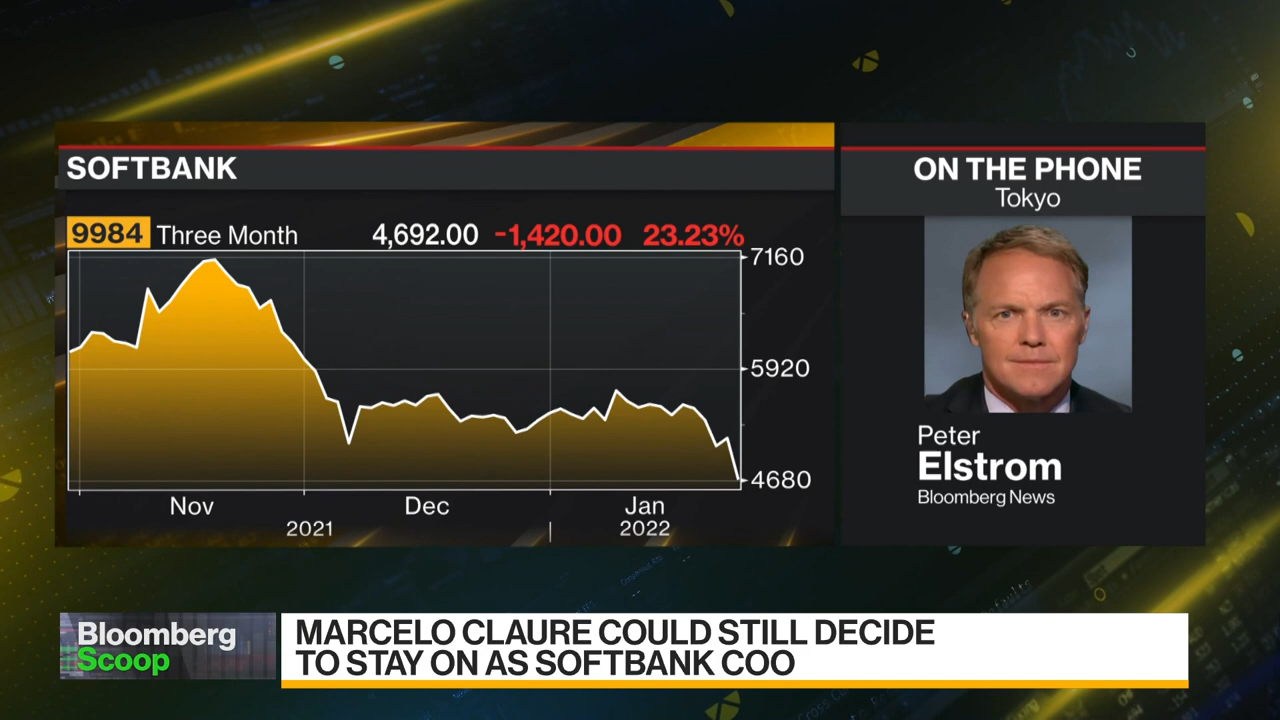 SOFTBANK
9984 Three Month 4,692.00 -1,420.00 23.23%
7160
5920
4680
Nov Dec Jan
2021 2022
ON THE PHONE
Tokyo
Peter
Elstrom
Bloomberg News
Bloomberg
Scoop
MARCELO CLAURE COULD STILL DECIDE
TO STAY ON AS SOFTBANK COO